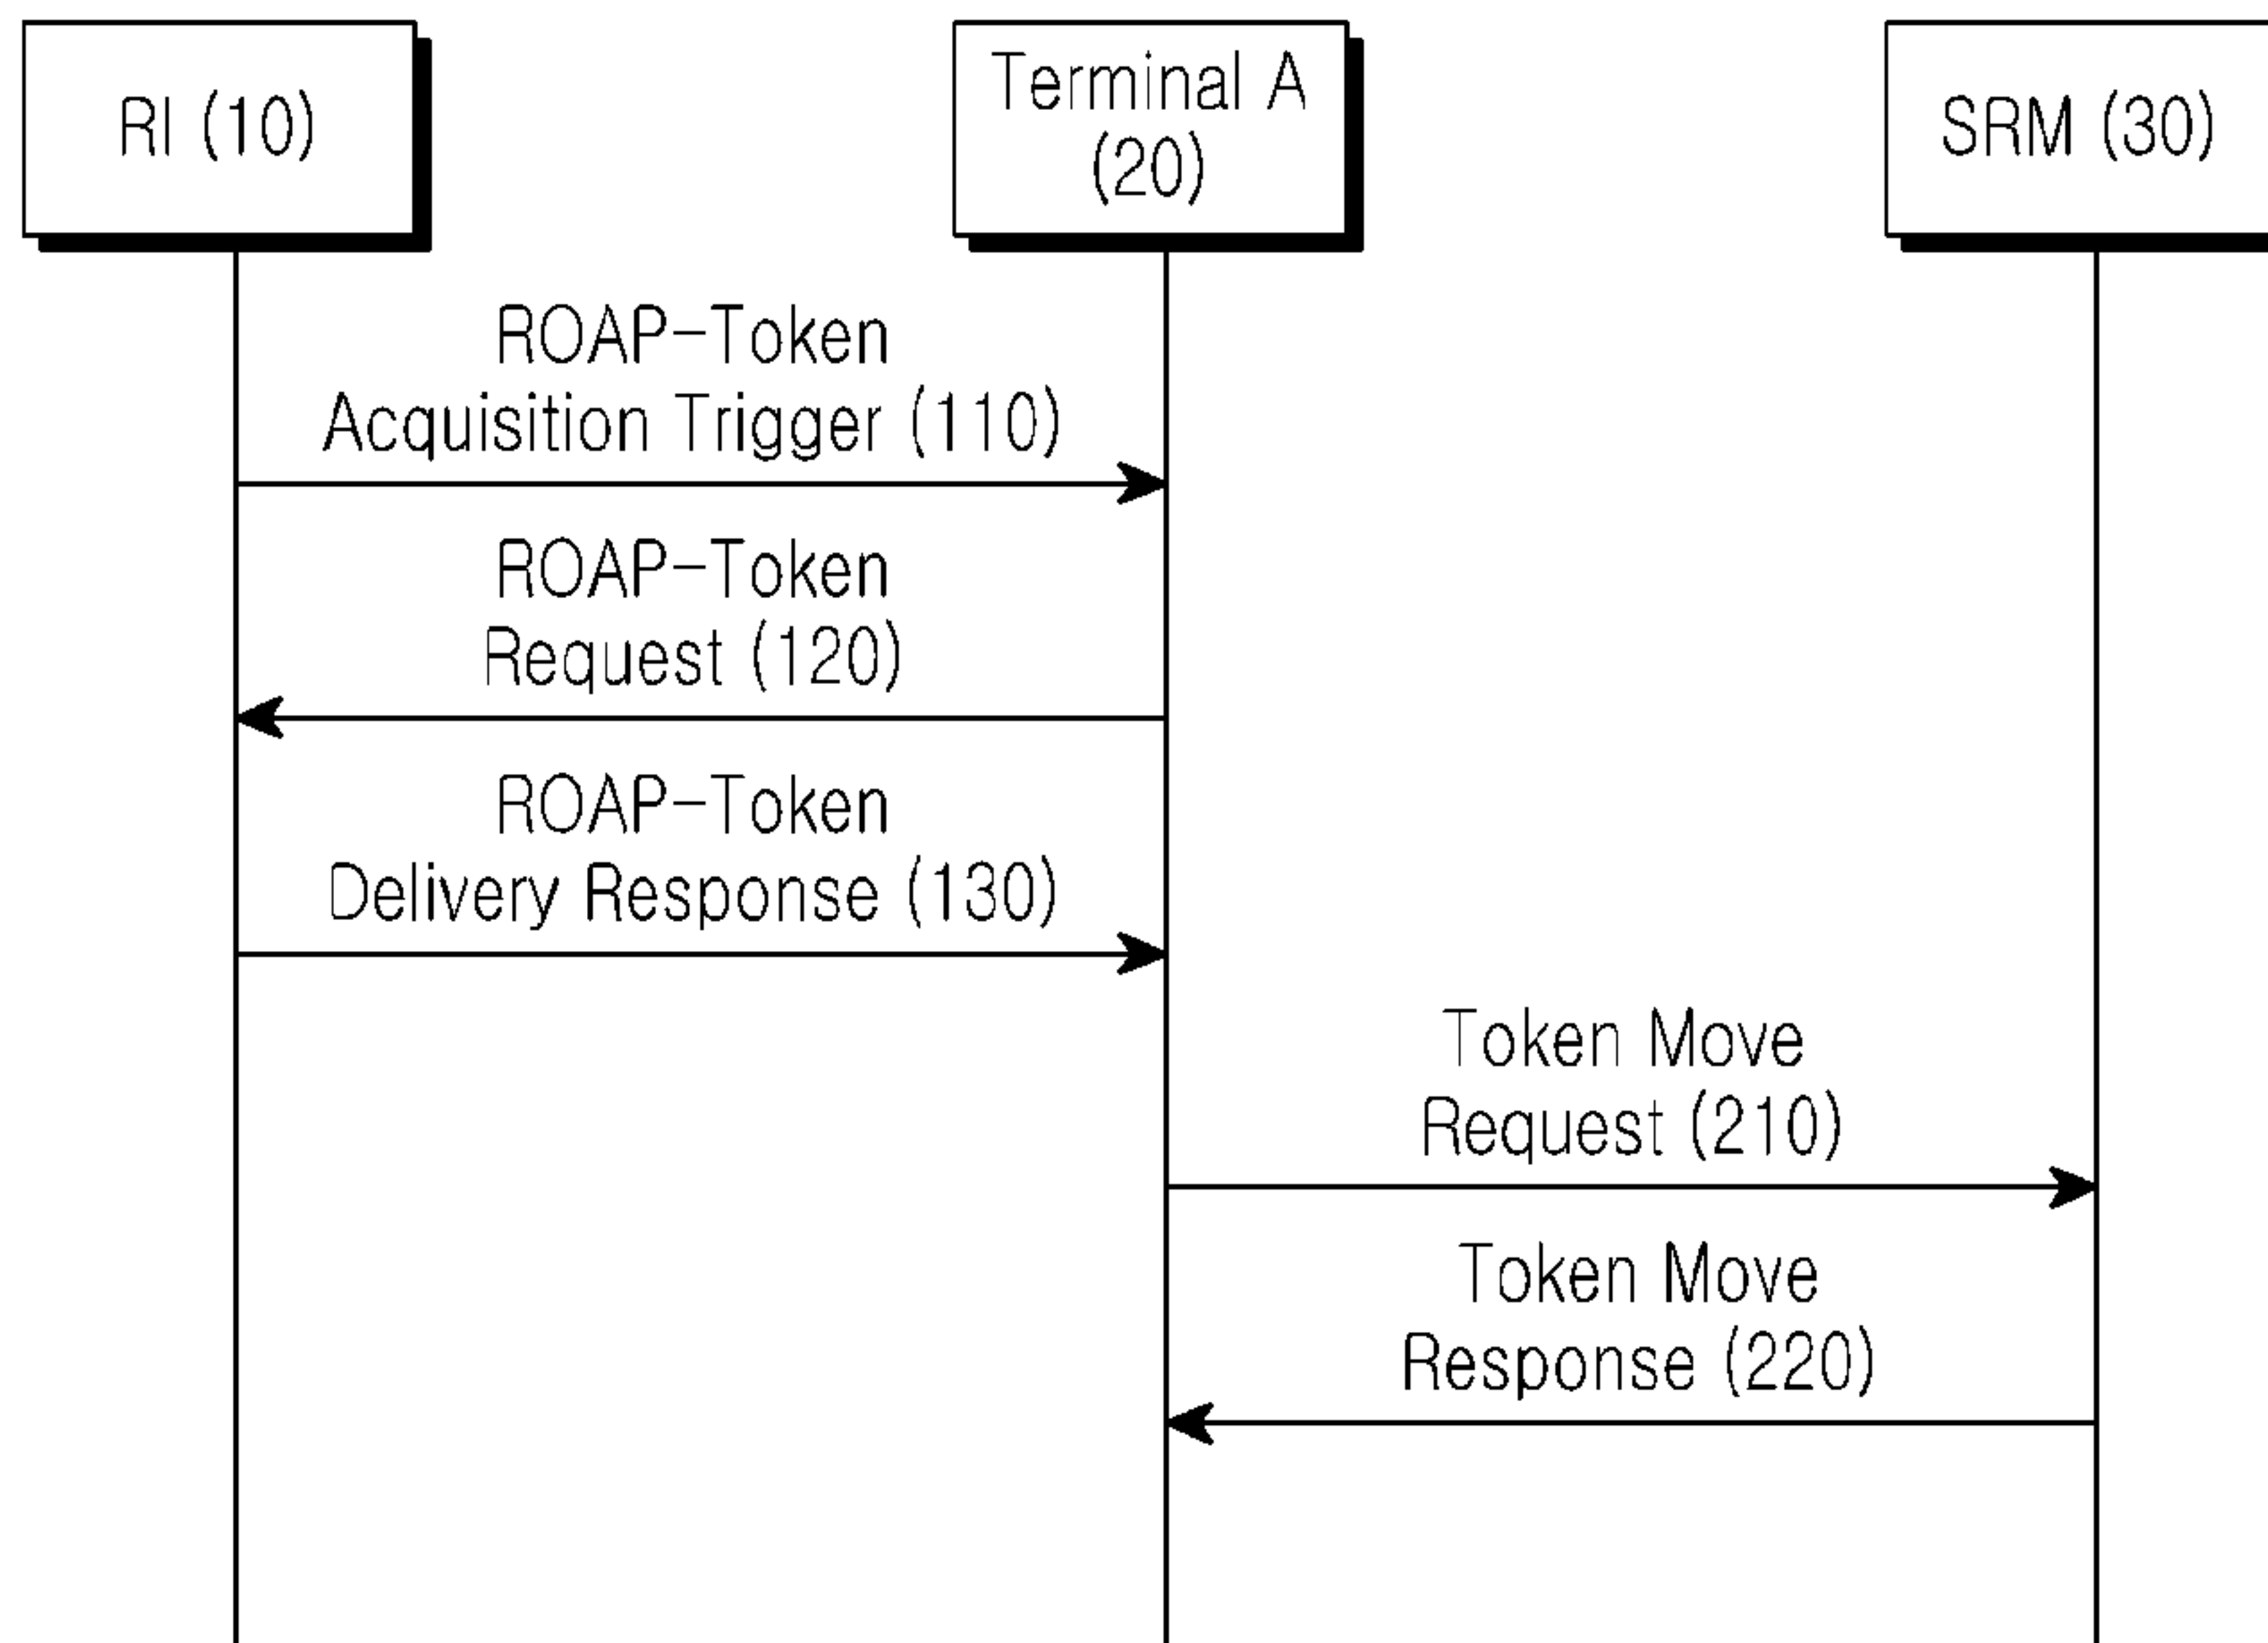 RI (10)
Terminal A
(20)
SRM (30)
ROAP-Token
Acquisition Trigger (110)
ROAP-Token
Request (120)
ROAP-Token
Delivery Response (130)
Token Move
Request (210)
Token Move
Response (220)